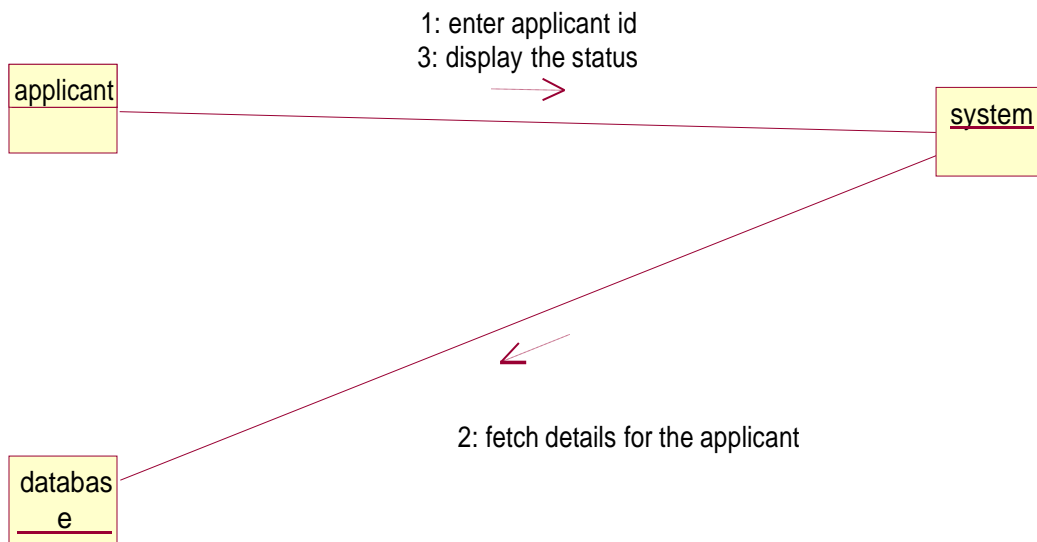 1: enter applicant id
3: display the status
applicant
system
2: fetch details for the applicant
databas
e